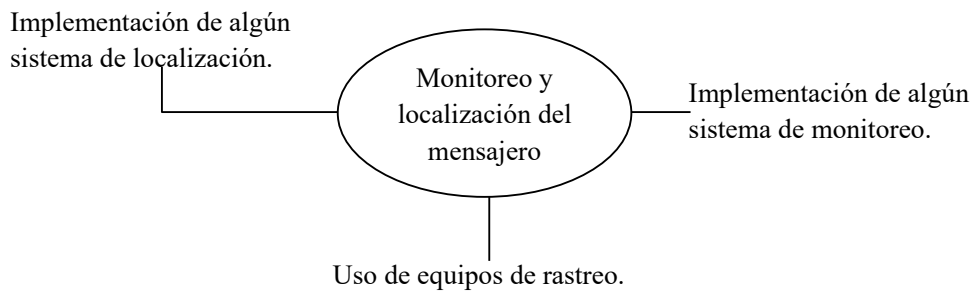 Implementación de algún
sistema de localización.
Monitoreo y
localización del
mensajero
Implementación de algún
sistema de monitoreo.
Uso de equipos de rastreo.